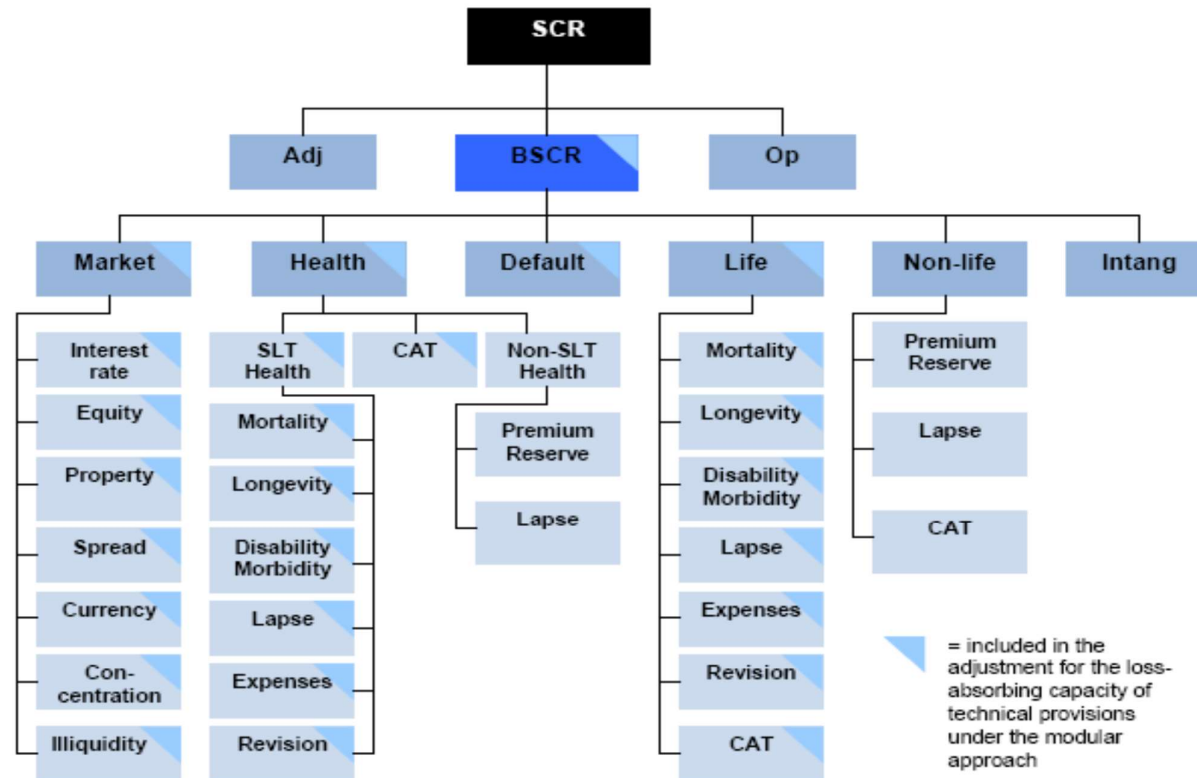 SCR
Adj
BSCR
Op
Market
Health
Default
Life
Non-life
Intang
Interest
rate
Equity
Property
Spread
Currency
Con-
centration
Illiquidity
SLT
Health
CAT
Non-SLT
Health
Mortality
Longevity
Disability
Morbidity
Lapse
Expenses
Revision
Premium
Reserve
Lapse
Mortality
Longevity
Disability
Morbidity
Lapse
Expenses
Revision
CAT
Premium
Reserve
Lapse
CAT
= included in the
adjustment for the loss-
absorbing capacity of
technical provisions
under the modular
approach